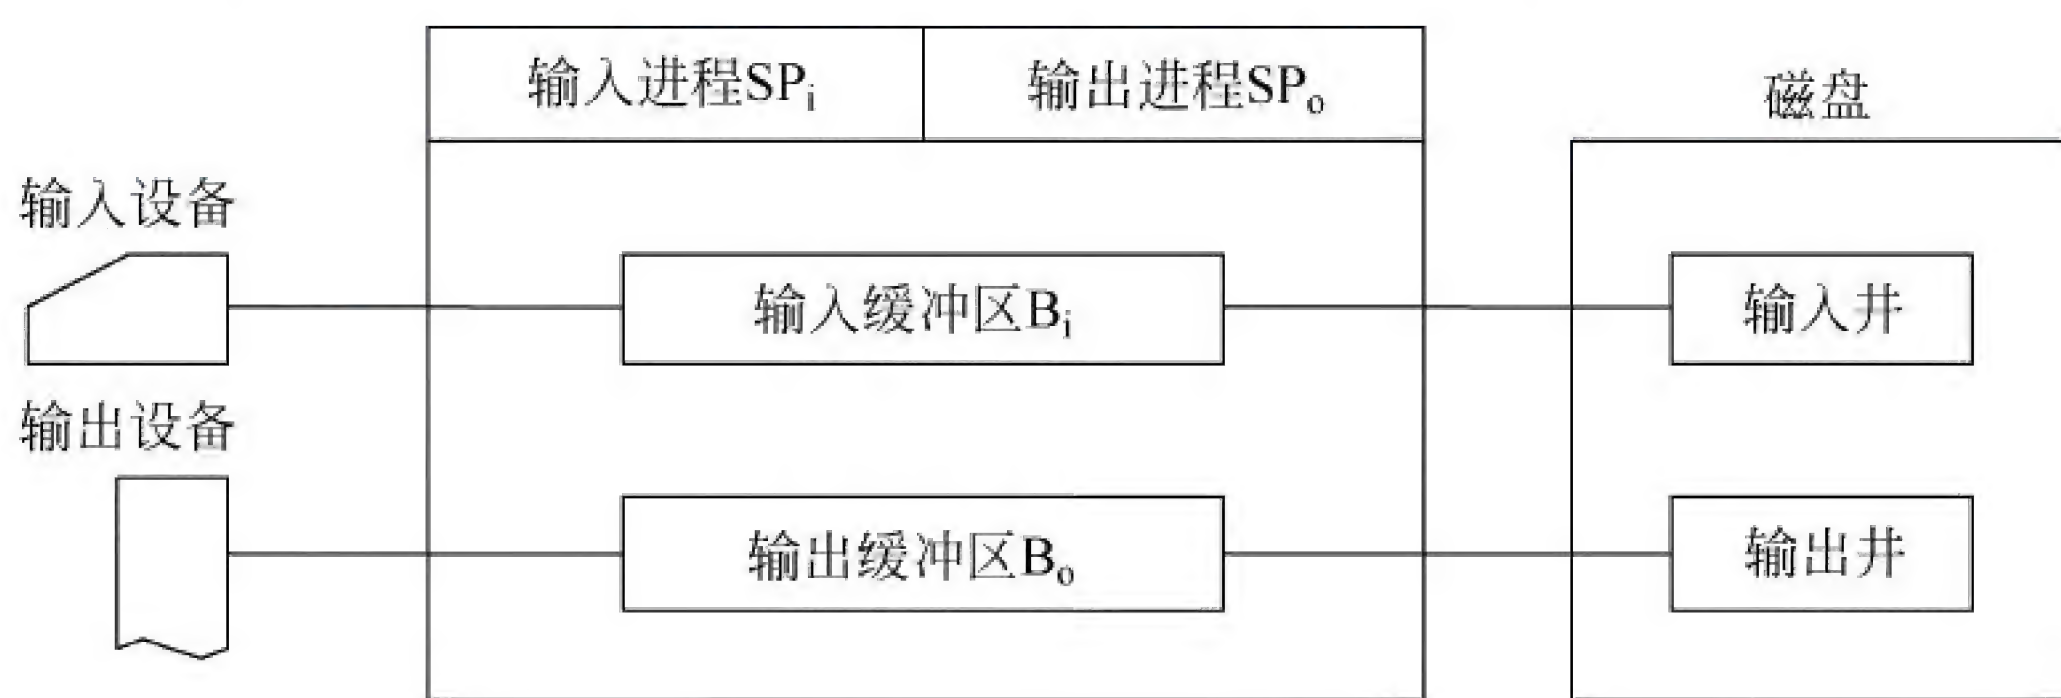 输入进程SPi
输出进程SPo
磁盘
输入设备
输入缓冲区Bi
输入井
输出设备
输出缓冲区Bo
输出井